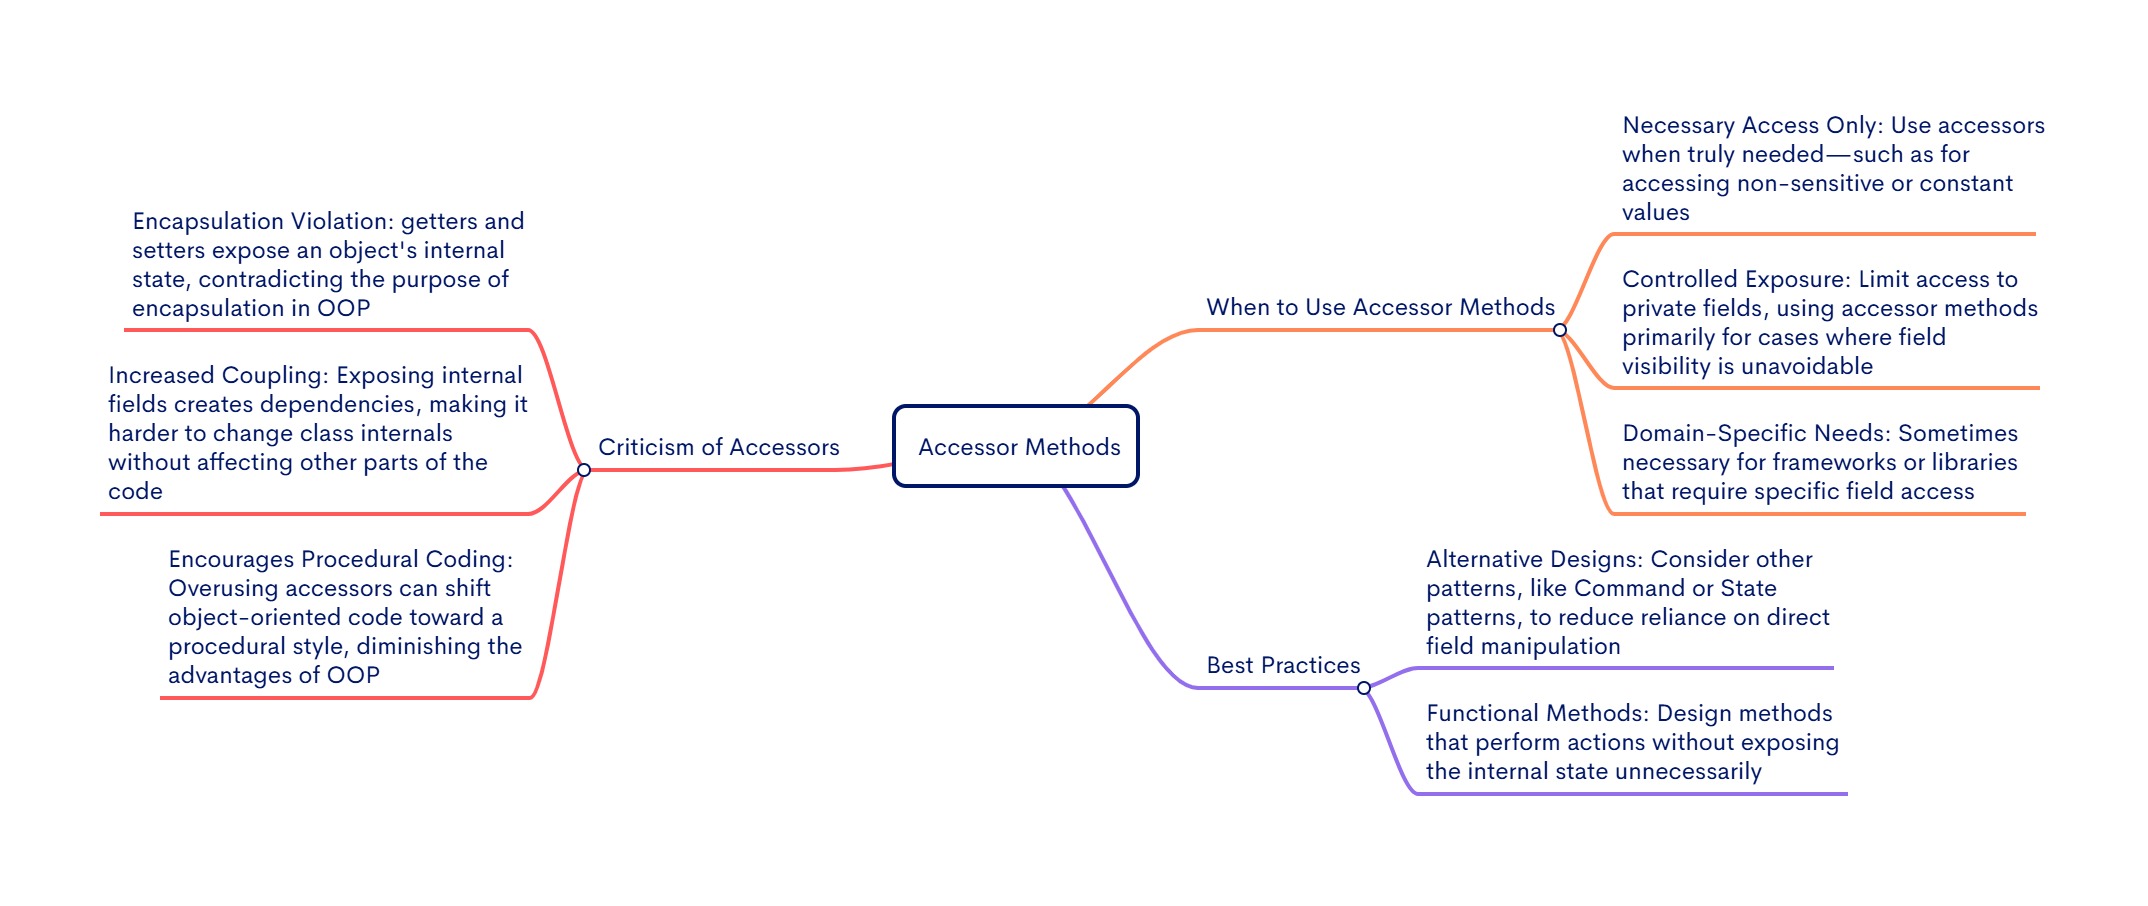 Accessor Methods
When to Use Accessor Methods
Necessary Access Only: Use accessors
when truly needed—such as for
accessing non-sensitive or constant
values
Controlled Exposure: Limit access to
private fields, using accessor methods
primarily for cases where field
visibility is unavoidable
Domain-Specific Needs: Sometimes
necessary for frameworks or libraries
that require specific field access
Best Practices
Alternative Designs: Consider other
patterns, like Command or State
patterns, to reduce reliance on direct
field manipulation
Functional Methods: Design methods
that perform actions without exposing
the internal state unnecessarily
Criticism of Accessors
Encapsulation Violation: getters and
setters expose an object's internal
state, contradicting the purpose of
encapsulation in OOP
Increased Coupling: Exposing internal
fields creates dependencies, making it
harder to change class internals
without affecting other parts of the
code
Encourages Procedural Coding:
Overusing accessors can shift
object-oriented code toward a
procedural style, diminishing the
advantages of OOP